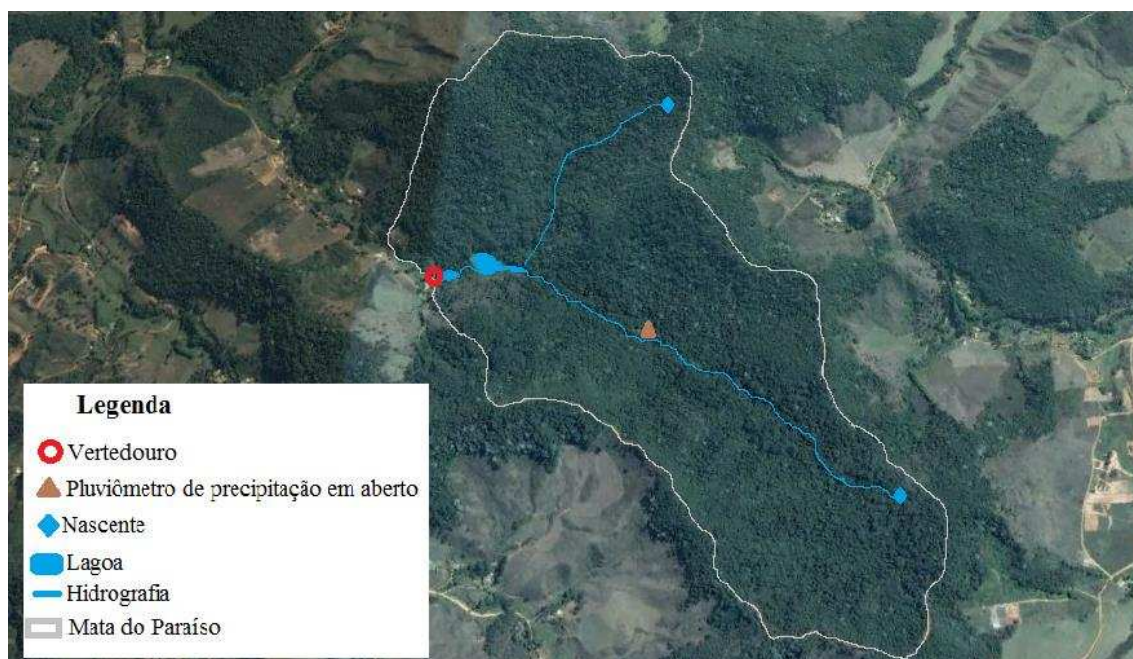 Legenda
Vertedouro
Pluviômetro de precipitação em aberto
Nascente
Lagoa
Hidrografia
Mata do Paraíso